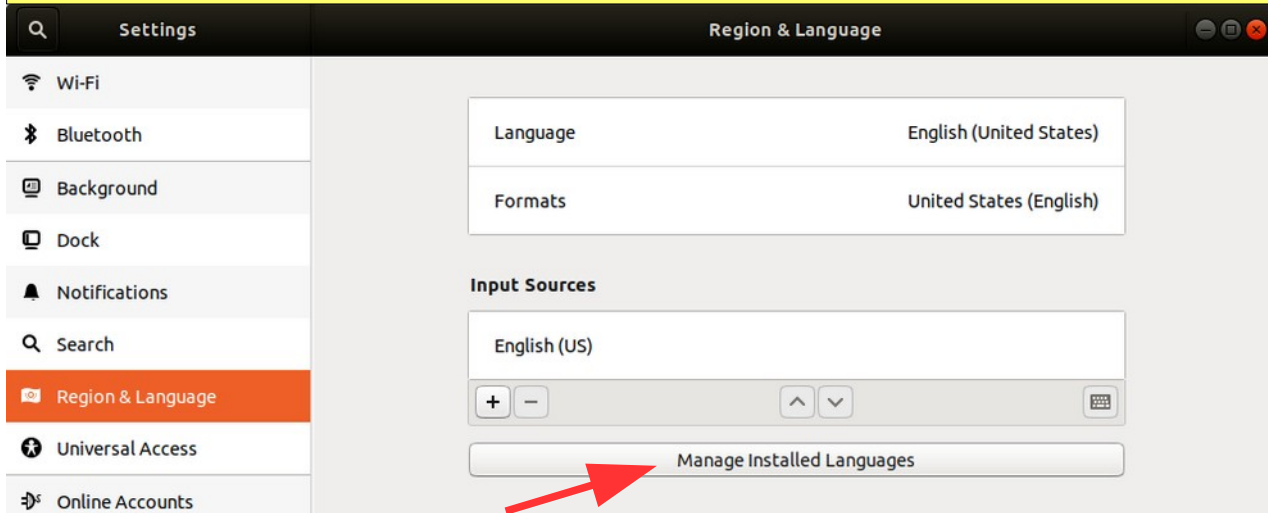 Settings
Region & Language
Wi-Fi
Bluetooth
Background
Dock
Notifications
Search
Region & Language
Universal Access
Online Accounts
Language English (United States)
Formats United States (English)
Input Sources
English (US)
Manage Installed Languages